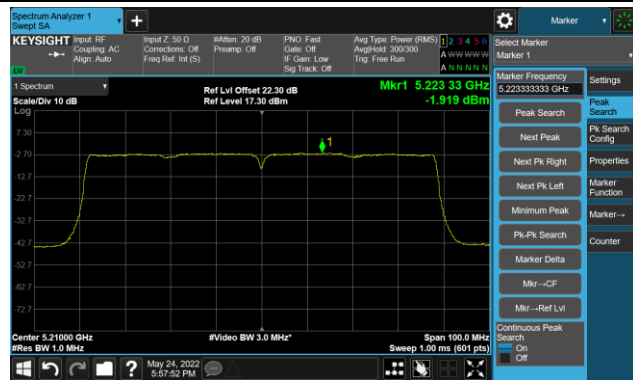 Spectrum Analyzer 1
Swept SA
Marker
KEYSIGHT
Input: RF
Coupling: AC
Align: Auto
Input Z: 50 Ω
Corrections: Off
Freq Ref: Int (S)
#Atten: 20 dB
Preamp: Off
PNO: Fast
Gate: Off
IF Gain: Low
Sig Track: Off
Avg Type: Power (RMS)
Avg|Hold: 300/300
Trig: Free Run
1 2 3 4 5 6
A W W W W W
A N N N N N
Select Marker
Marker 1
1 Spectrum
Scale/Div 10 dB
Ref Lvl Offset 22.30 dB
Ref Level 17.30 dBm
Mkr1 5.223 33 GHz
-1.919 dBm
Log
7.30
-2.70
-12.7
-22.7
-32.7
-42.7
-52.7
-62.7
-72.7
1
Center 5.21000 GHz
#Res BW 1.0 MHz
#Video BW 3.0 MHz*
Span 100.0 MHz
Sweep 1.00 ms (601 pts)
Marker Frequency
5.223333333 GHz
Peak Search
Next Peak
Next Pk Right
Next Pk Left
Minimum Peak
Pk-Pk Search
Marker Delta
Mkr→CF
Mkr→Ref Lvl
Continuous Peak
Search
On
Off
Settings
Peak
Search
Pk Search
Config
Properties
Marker
Function
Marker→
Counter
May 24, 2022
5:57:52 PM